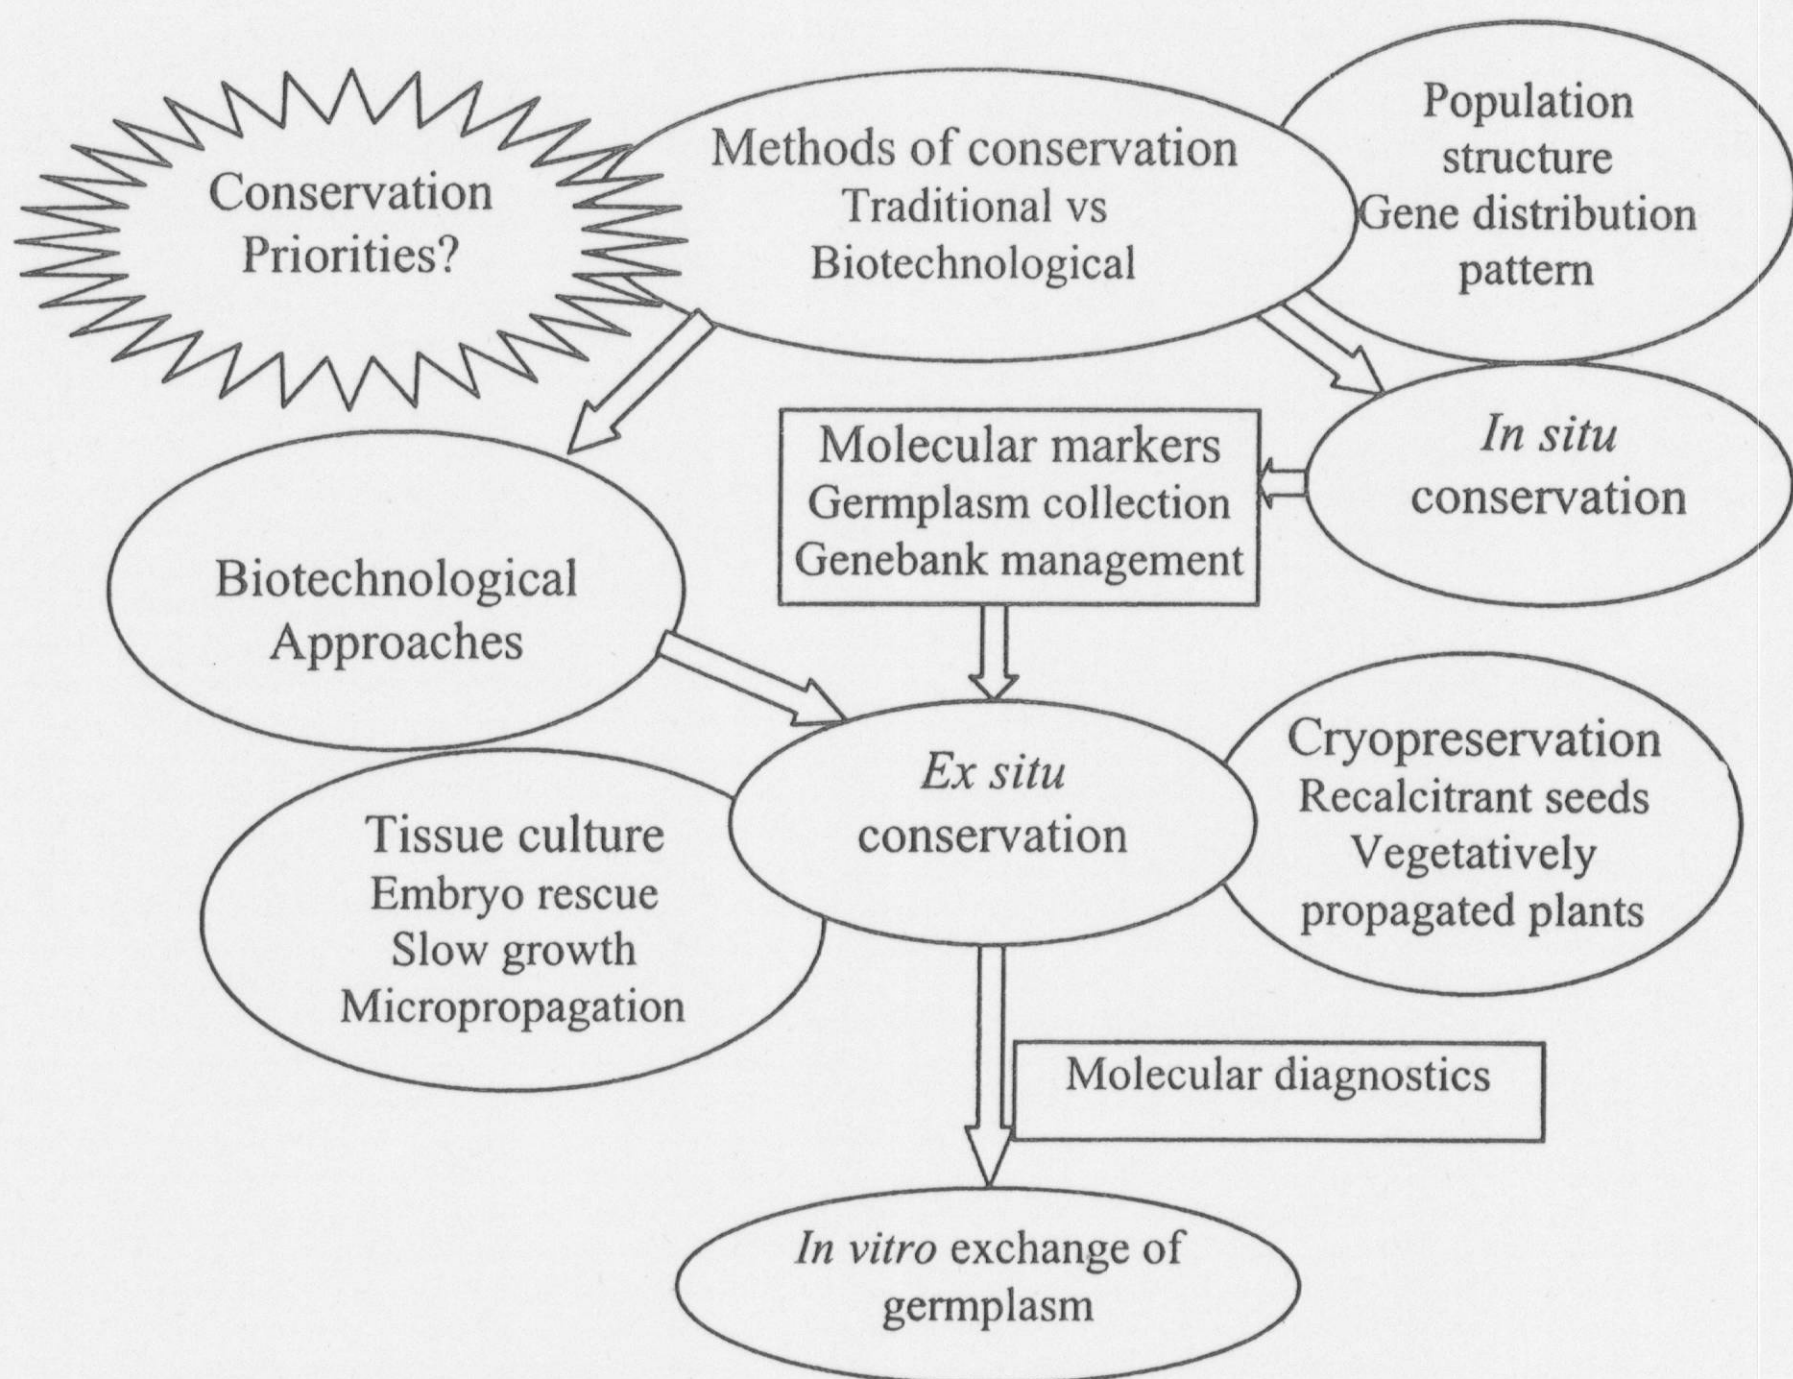 Conservation
Priorities?
Methods of conservation
Traditional vs
Biotechnological
Population
structure
Gene distribution
pattern
In situ
conservation
Molecular markers
Germplasm collection
Genebank management
Biotechnological
Approaches
Ex situ
conservation
Cryopreservation
Recalcitrant seeds
Vegetatively
propagated plants
Tissue culture
Embryo rescue
Slow growth
Micropropagation
Molecular diagnostics
In vitro exchange of
germplasm